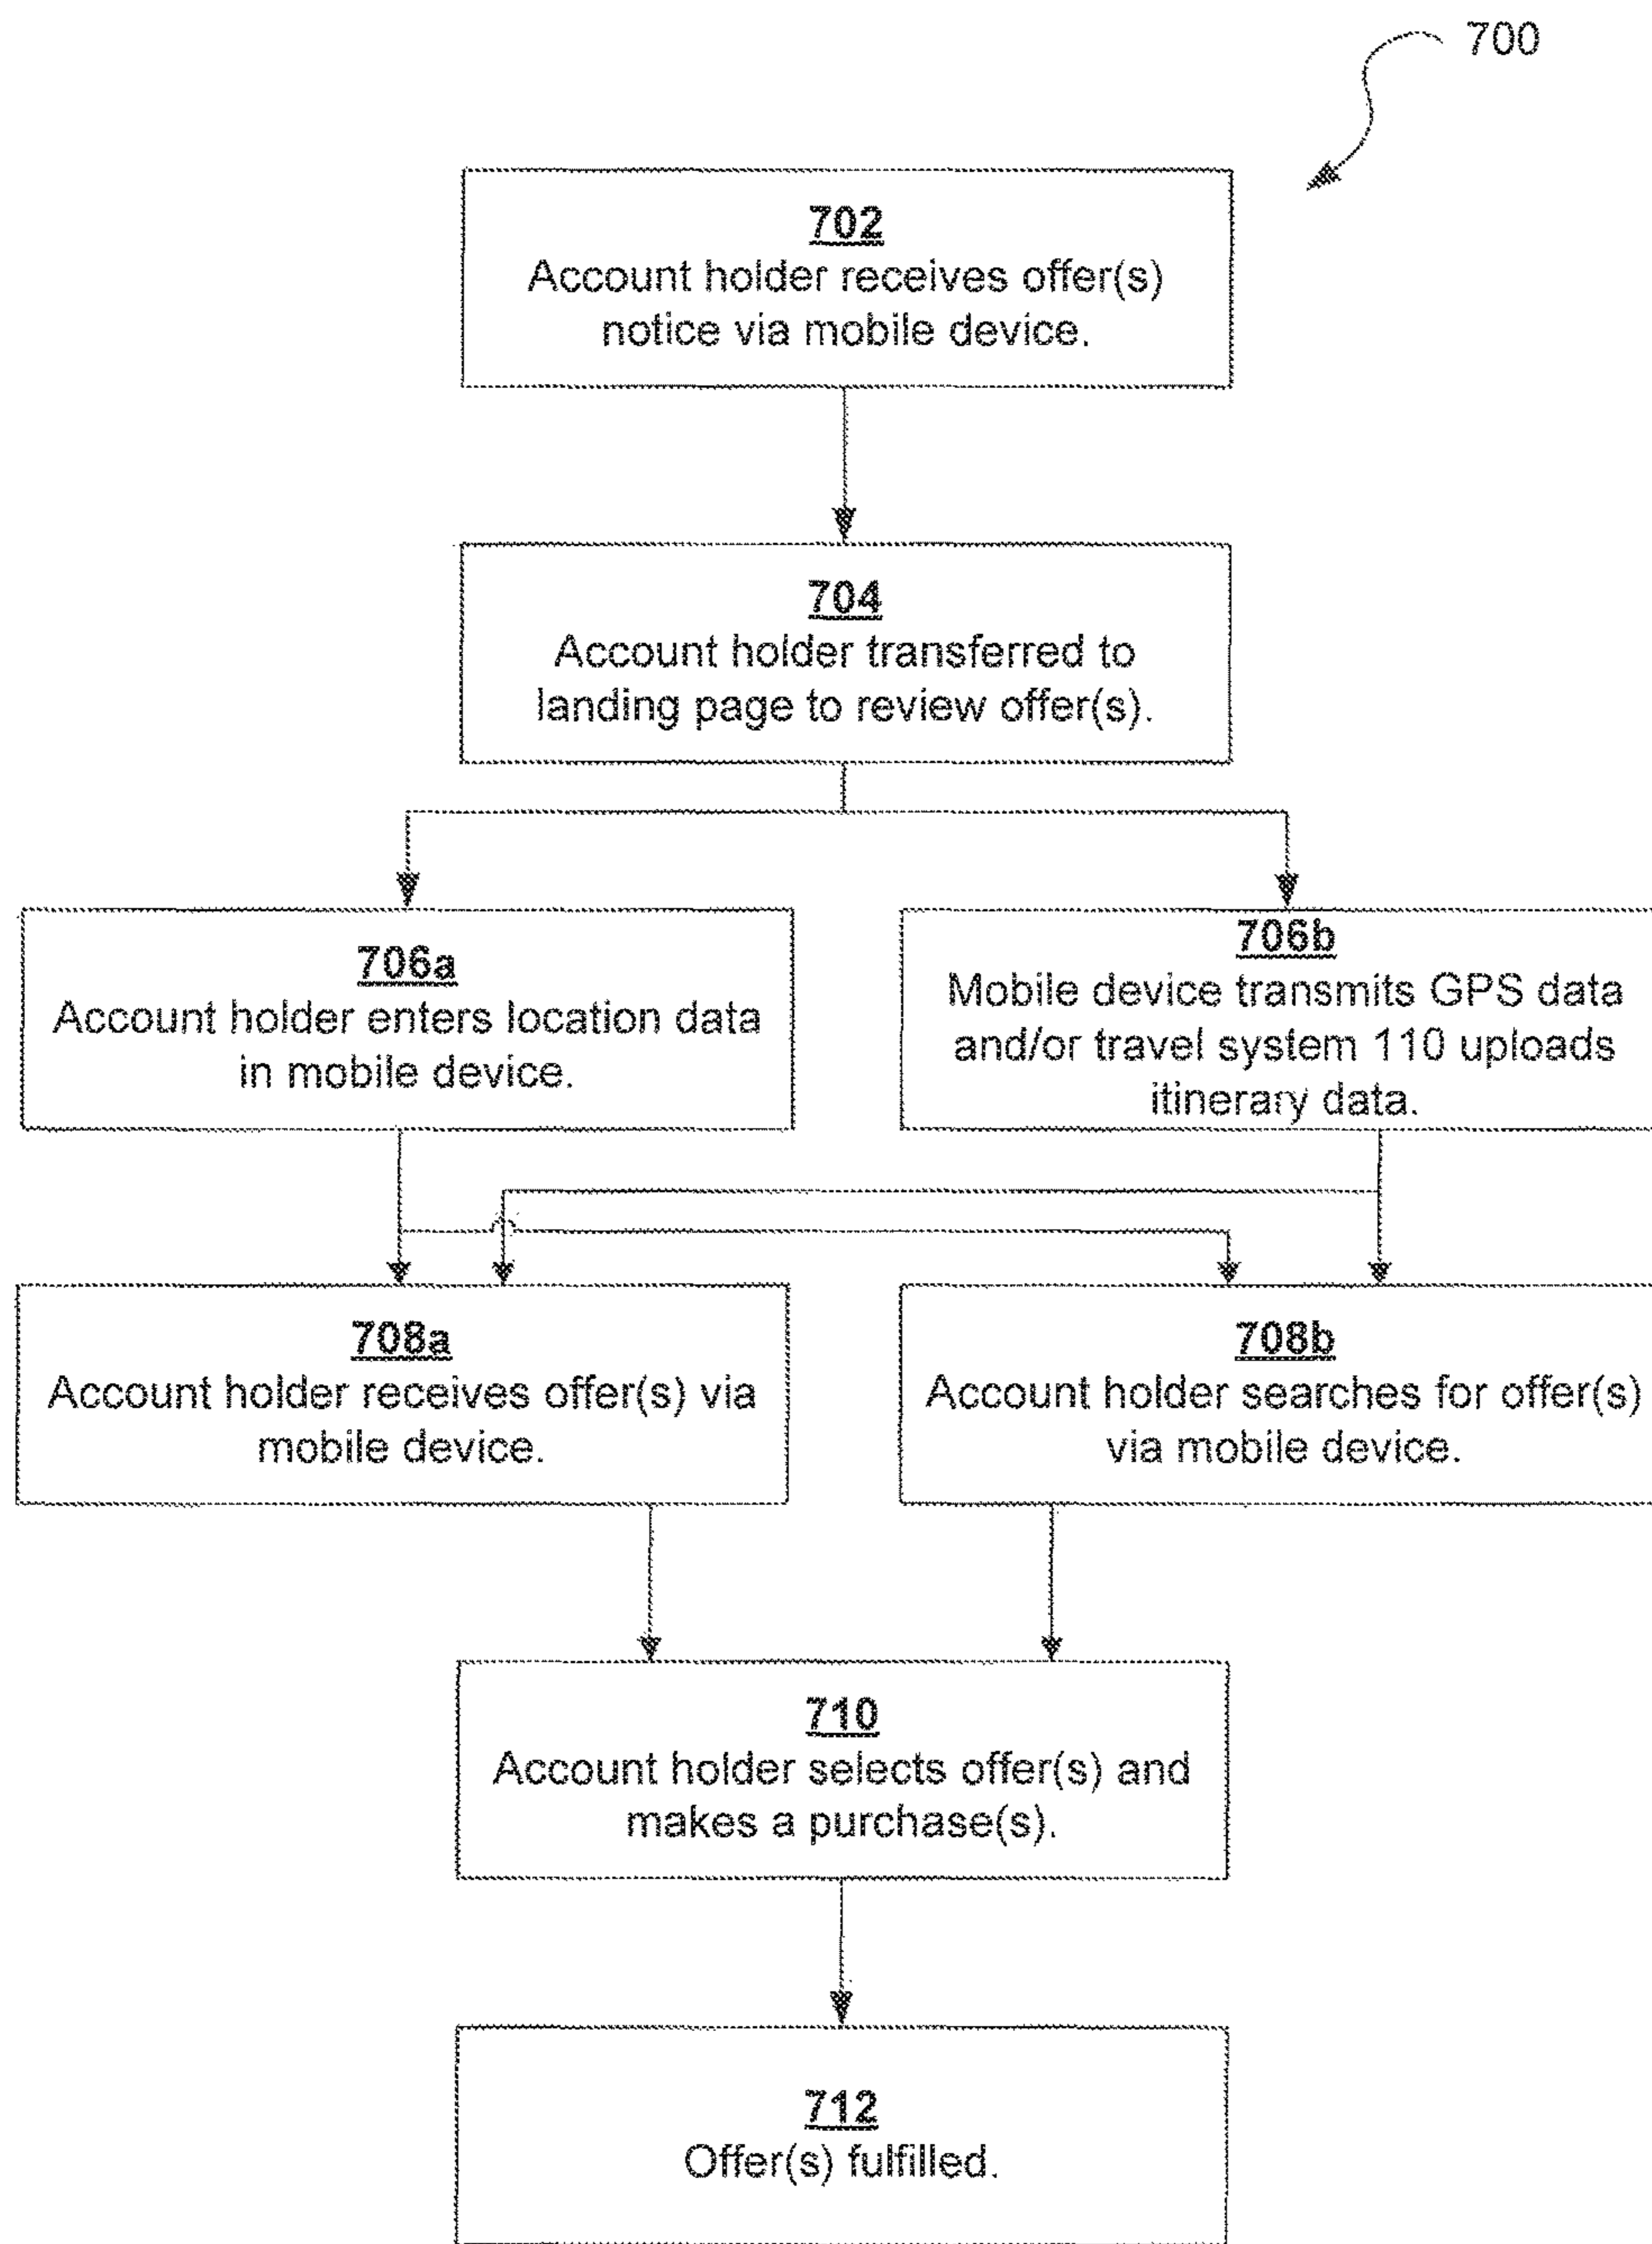 700
702
Account holder receives offer(s)
notice via mobile device.
704
Account holder transferred to
landing page to review offer(s).
706a
Account holder enters location data
in mobile device.
706b
Mobile device transmits GPS data
and/or travel system 110 uploads
itinerary data.
708a
Account holder receives offer(s) via
mobile device.
708b
Account holder searches for offer(s)
via mobile device.
710
Account holder selects offer(s) and
makes a purchase(s).
712
Offer(s) fulfilled.